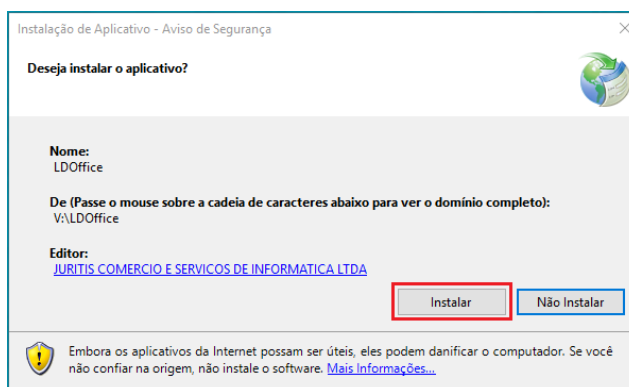 Instalação de Aplicativo - Aviso de Segurança
Deseja instalar o aplicativo?
Nome:
LDOffice
De (Passe o mouse sobre a cadeia de caracteres abaixo para ver o domínio completo):
V:\LDOffice
Editor:
JURITIS COMERCIO E SERVICOS DE INFORMATICA LTDA
Instalar Não Instalar
Embora os aplicativos da Internet possam ser úteis, eles podem danificar o computador. Se você
não confiar na origem, não instale o software. Mais Informações...